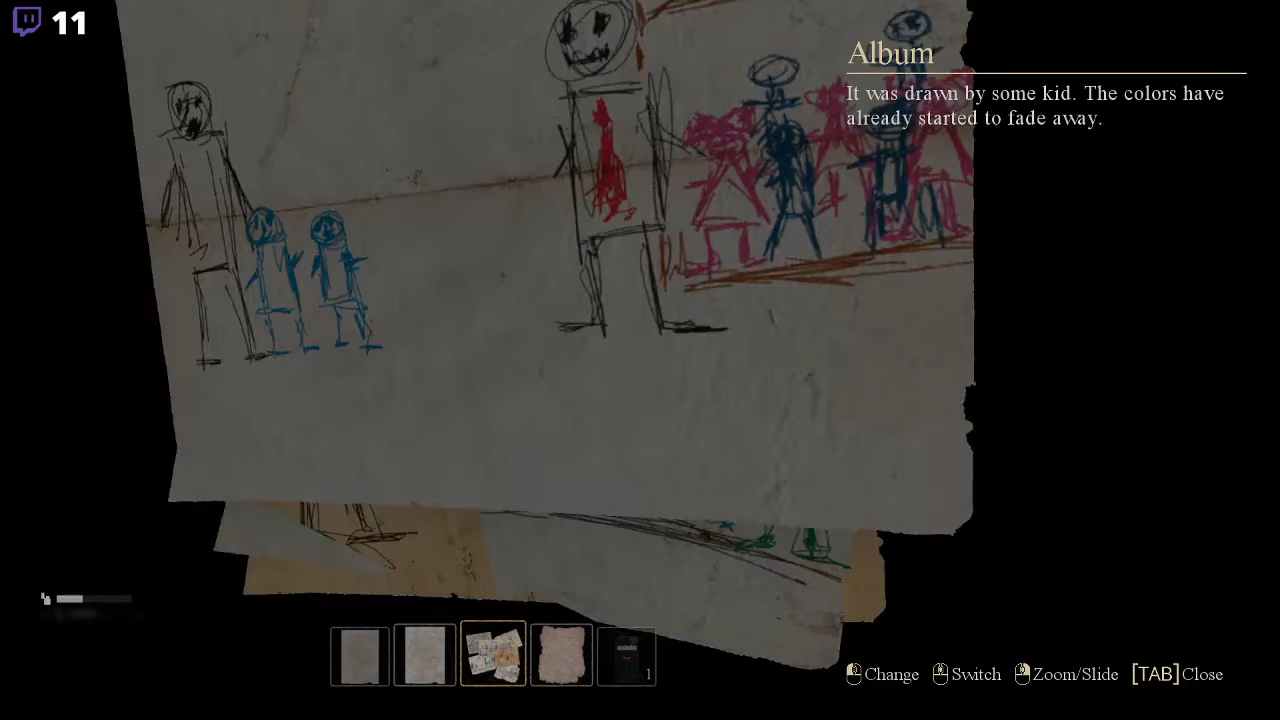 11
Album
It was drawn by some kid. The colors have
already started to fade away.
1
Change Switch Zoom/Slide [TAB]Close